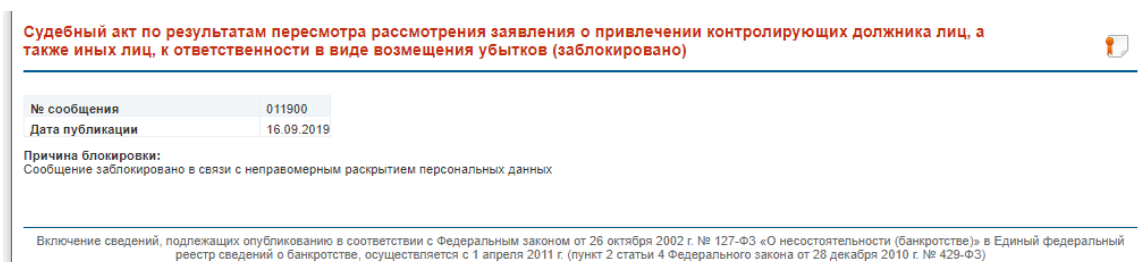 Судебный акт по результатам пересмотра рассмотрения заявления о привлечении контролирующих должника лиц, а
также иных лиц, к ответственности в виде возмещения убытков (заблокировано)
№ сообщения 011900
Дата публикации 16.09.2019
Причина блокировки:
Сообщение заблокировано в связи с неправомерным раскрытием персональных данных
Включение сведений, подлежащих опубликованию в соответствии с Федеральным законом от 26 октября 2002 г. № 127-ФЗ «О несостоятельности (банкротстве)» в Единый федеральный
реестр сведений о банкротстве, осуществляется с 1 апреля 2011 г. (пункт 2 статьи 4 Федерального закона от 28 декабря 2010 г. № 429-ФЗ)